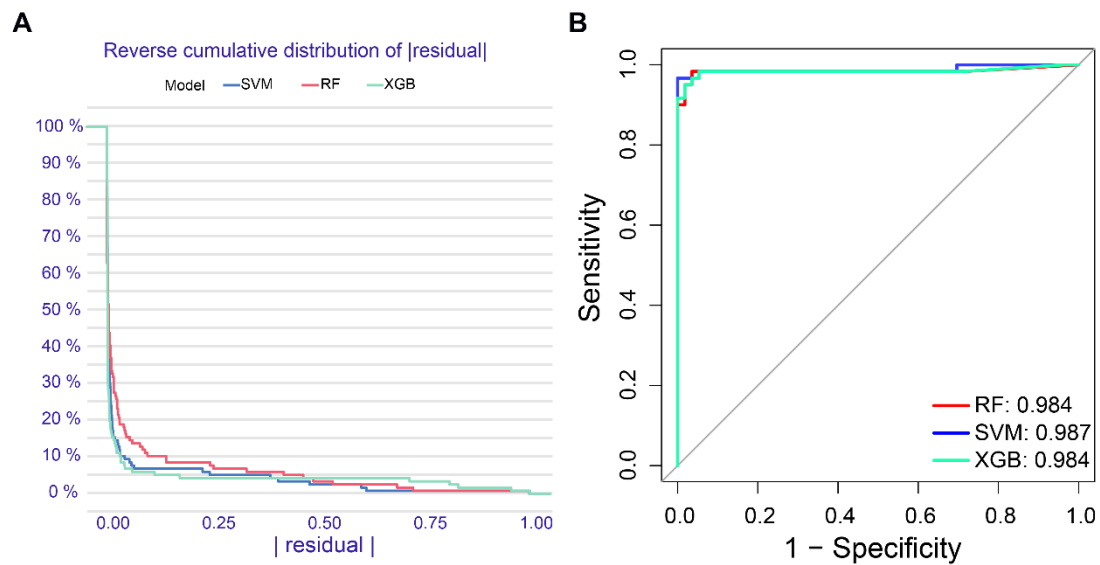 A
Reverse cumulative distribution of |residual|
Model SVM RF XGB
100 %
90 %
80 %
70 %
60 %
50 %
40 %
30 %
20 %
10 %
0 %
0.00 0.25 0.50 0.75 1.00
| residual |
B
Sensitivity
1.0
0.8
0.6
0.4
0.2
0.0
RF: 0.984
SVM: 0.987
XGB: 0.984
0.0 0.2 0.4 0.6 0.8 1.0
1 − Specificity